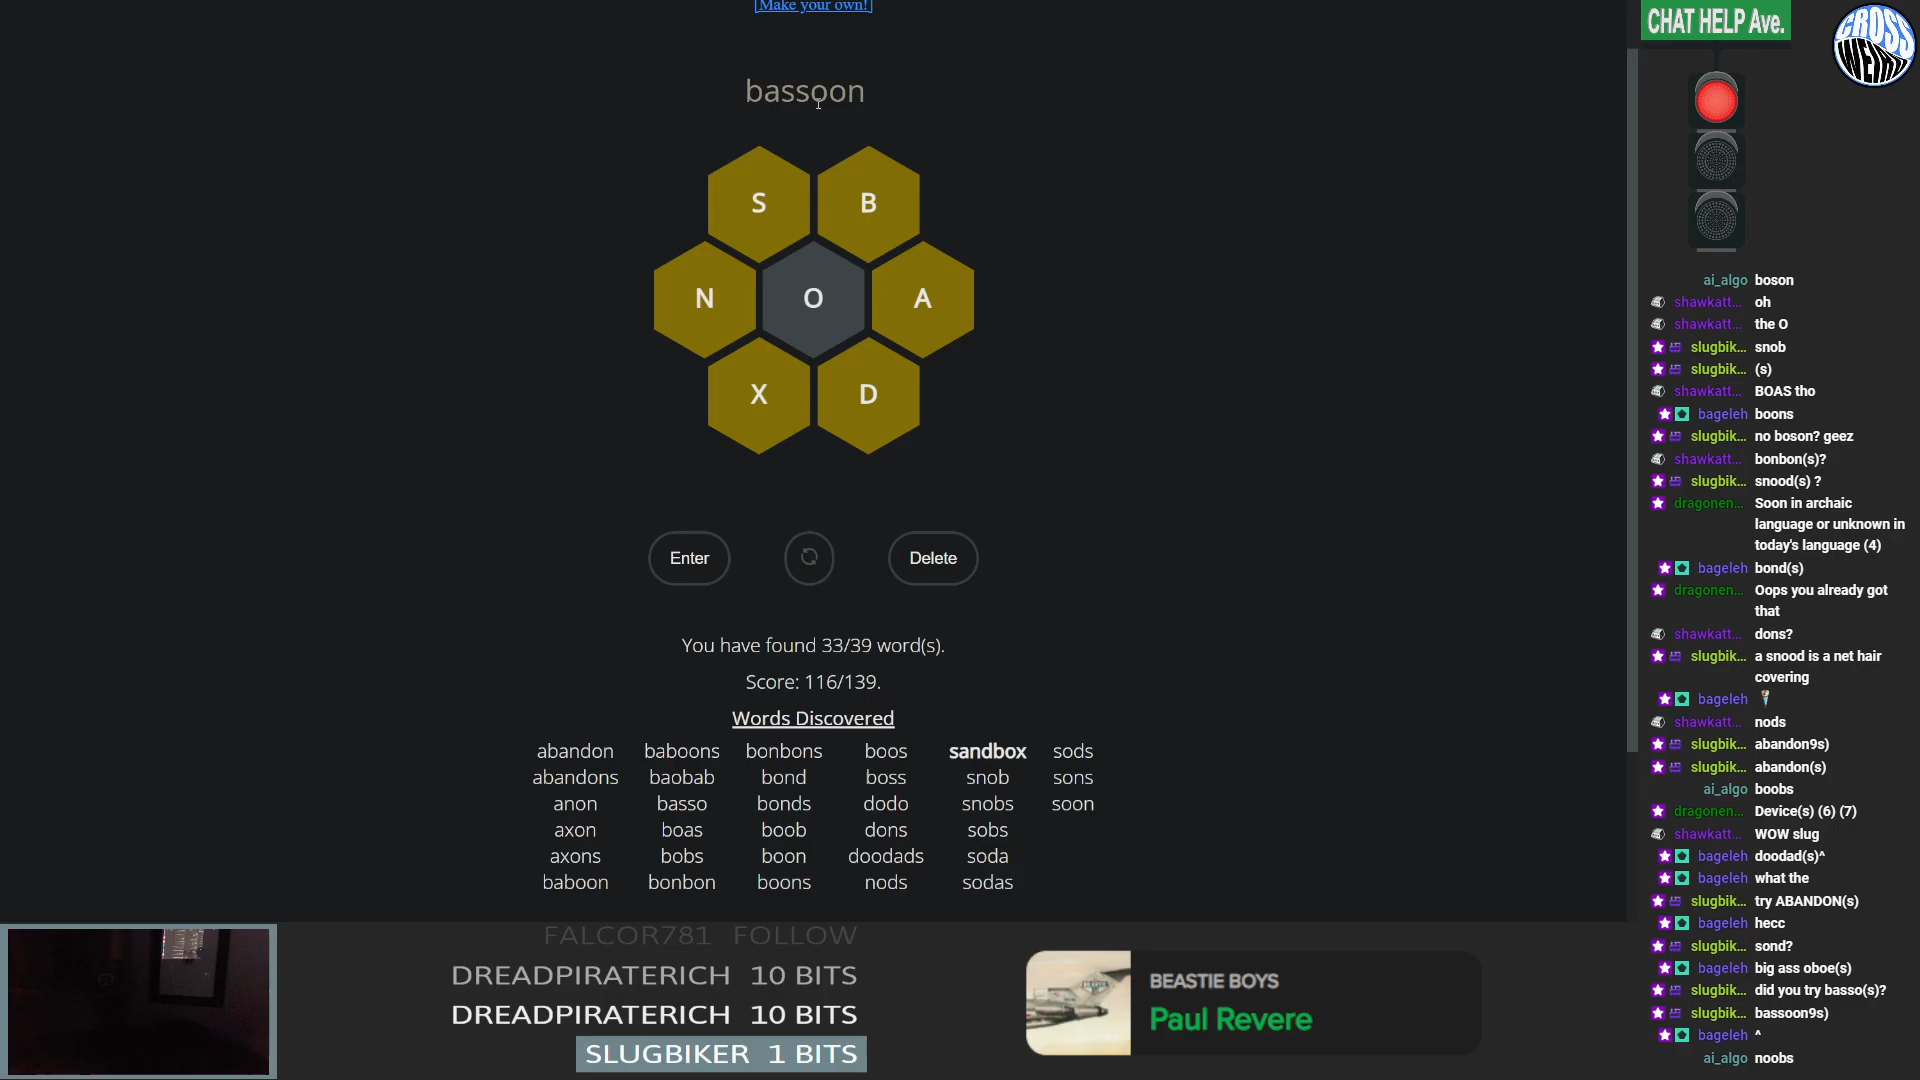 [Make your own!]
bassoon
S
B
N
O
A
X
D
Enter
Delete
You have found 33/39 word(s).
Score: 116/139.
Words Discovered
abandon baboons bonbons boos sandbox sods
abandons baobab bond boss snob sons
anon basso bonds dodo snobs soon
axon boas boob dons sobs
axons bobs boon doodads soda
baboon bonbon boons nods sodas
FALCOR781 FOLLOW
DREADPIRATERICH 10 BITS
DREADPIRATERICH 10 BITS
SLUGBIKER 1 BITS
BEASTIE BOYS
Paul Revere
CHAT HELP Ave.
CROSS
WEIRD
ai_algo boson
shawkatt... oh
shawkatt... the O
slugbik... snob
slugbik... (s)
shawkatt... BOAS tho
bageleh boons
slugbik... no boson? geez
shawkatt... bonbon(s)?
slugbik... snood(s) ?
dragonen... Soon in archaic
language or unknown in
today's language (4)
bageleh bond(s)
dragonen... Oops you already got
that
shawkatt... dons?
slugbik... a snood is a net hair
covering
bageleh
shawkatt... nods
slugbik... abandon9s)
slugbik... abandon(s)
ai_algo boobs
dragonen... Device(s) (6) (7)
shawkatt... WOW slug
bageleh doodad(s)^
bageleh what the
slugbik... try ABANDON(s)
bageleh hecc
slugbik... sond?
bageleh big ass oboe(s)
slugbik... did you try basso(s)?
slugbik... bassoon9s)
bageleh ^
ai_algo noobs